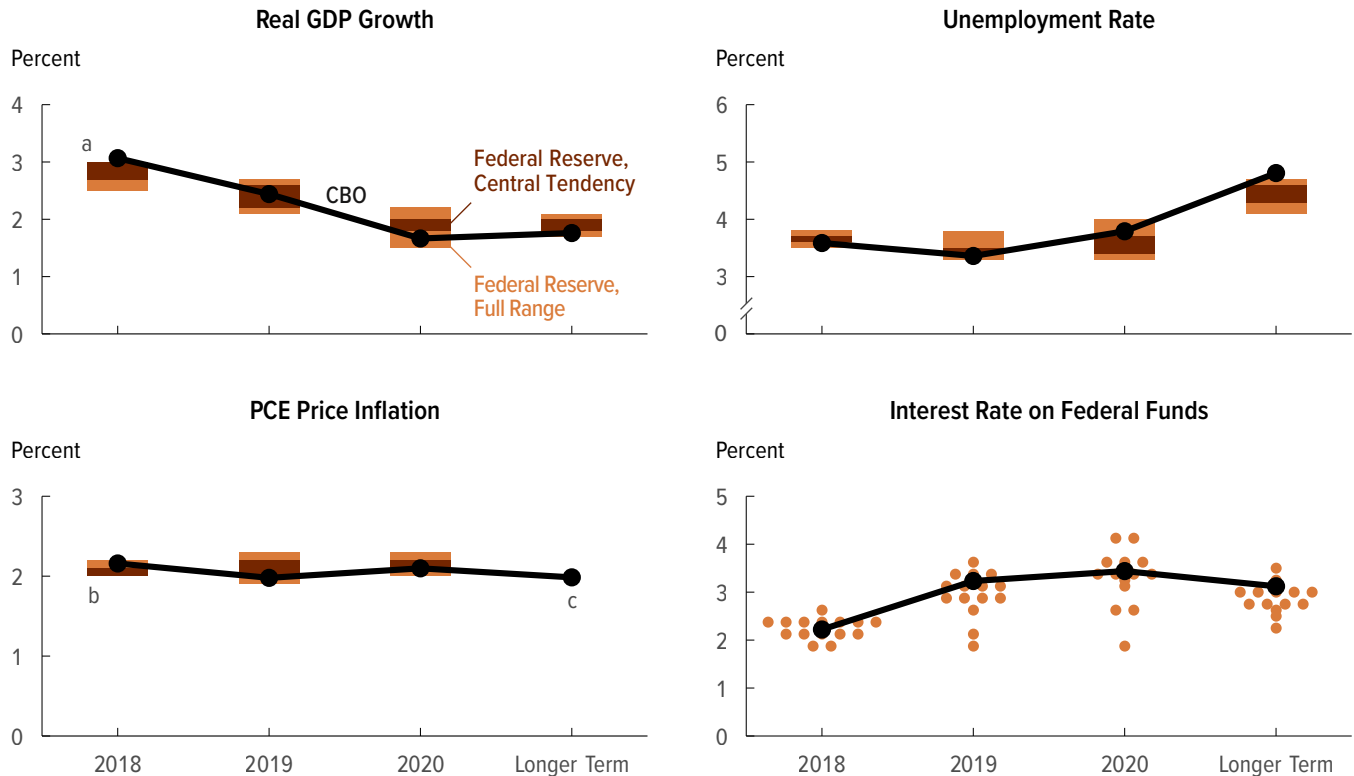 Real GDP Growth
Percent
4
3
2
1
0
a
CBO
Federal Reserve,
Central Tendency
Federal Reserve,
Full Range
Unemployment Rate
Percent
6
5
4
3
0
PCE Price Inflation
Percent
3
2
1
0
b
c
2018 2019 2020 Longer Term
Interest Rate on Federal Funds
Percent
5
4
3
2
1
0
2018 2019 2020 Longer Term